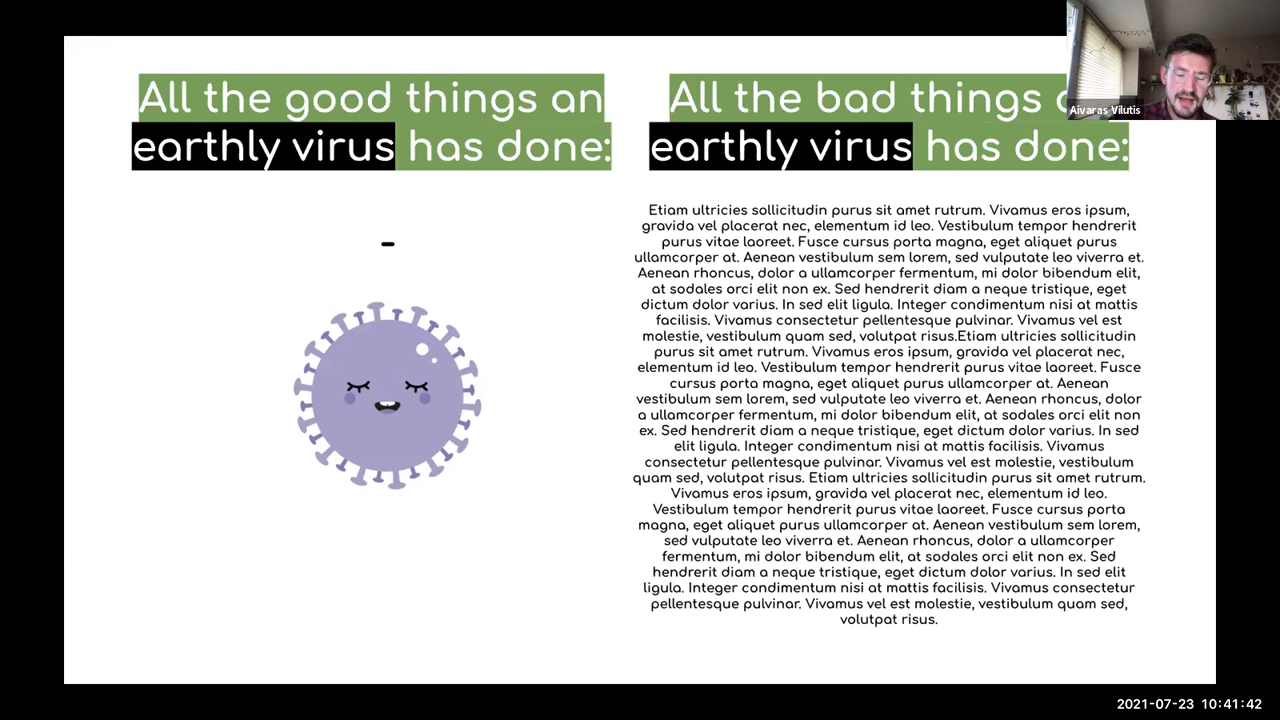 All the good things an
earthly virus has done:
-
All the bad things
earthly virus has done:
Etiam ultricies sollicitudin purus sit amet rutrum. Vivamus eros ipsum,
gravida vel placerat nec, elementum id leo. Vestibulum tempor hendrerit
purus vitae laoreet. Fusce cursus porta magna, eget aliquet purus
ullamcorper at. Aenean vestibulum sem lorem, sed vulputate leo viverra et.
Aenean rhoncus, dolor a ullamcorper fermentum, mi dolor bibendum elit,
at sodales orci elit non ex. Sed hendrerit diam a neque tristique, eget
dictum dolor varius. In sed elit ligula. Integer condimentum nisi at mattis
facilisis. Vivamus consectetur pellentesque pulvinar. Vivamus vel est
molestie, vestibulum quam sed, volutpat risus.Etiam ultricies sollicitudin
purus sit amet rutrum. Vivamus eros ipsum, gravida vel placerat nec,
elementum id leo. Vestibulum tempor hendrerit purus vitae laoreet. Fusce
cursus porta magna, eget aliquet purus ullamcorper at. Aenean
vestibulum sem lorem, sed vulputate leo viverra et. Aenean rhoncus, dolor
a ullamcorper fermentum, mi dolor bibendum elit, at sodales orci elit non
ex. Sed hendrerit diam a neque tristique, eget dictum dolor varius. In sed
elit ligula. Integer condimentum nisi at mattis facilisis. Vivamus
consectetur pellentesque pulvinar. Vivamus vel est molestie, vestibulum
quam sed, volutpat risus. Etiam ultricies sollicitudin purus sit amet rutrum.
Vivamus eros ipsum, gravida vel placerat nec, elementum id leo.
Vestibulum tempor hendrerit purus vitae laoreet. Fusce cursus porta
magna, eget aliquet purus ullamcorper at. Aenean vestibulum sem lorem,
sed vulputate leo viverra et. Aenean rhoncus, dolor a ullamcorper
fermentum, mi dolor bibendum elit, at sodales orci elit non ex. Sed
hendrerit diam a neque tristique, eget dictum dolor varius. In sed elit
ligula. Integer condimentum nisi at mattis facilisis. Vivamus consectetur
pellentesque pulvinar. Vivamus vel est molestie, vestibulum quam sed,
volutpat risus.
Aivaras Vilutis
2021-07-23 10:41:42